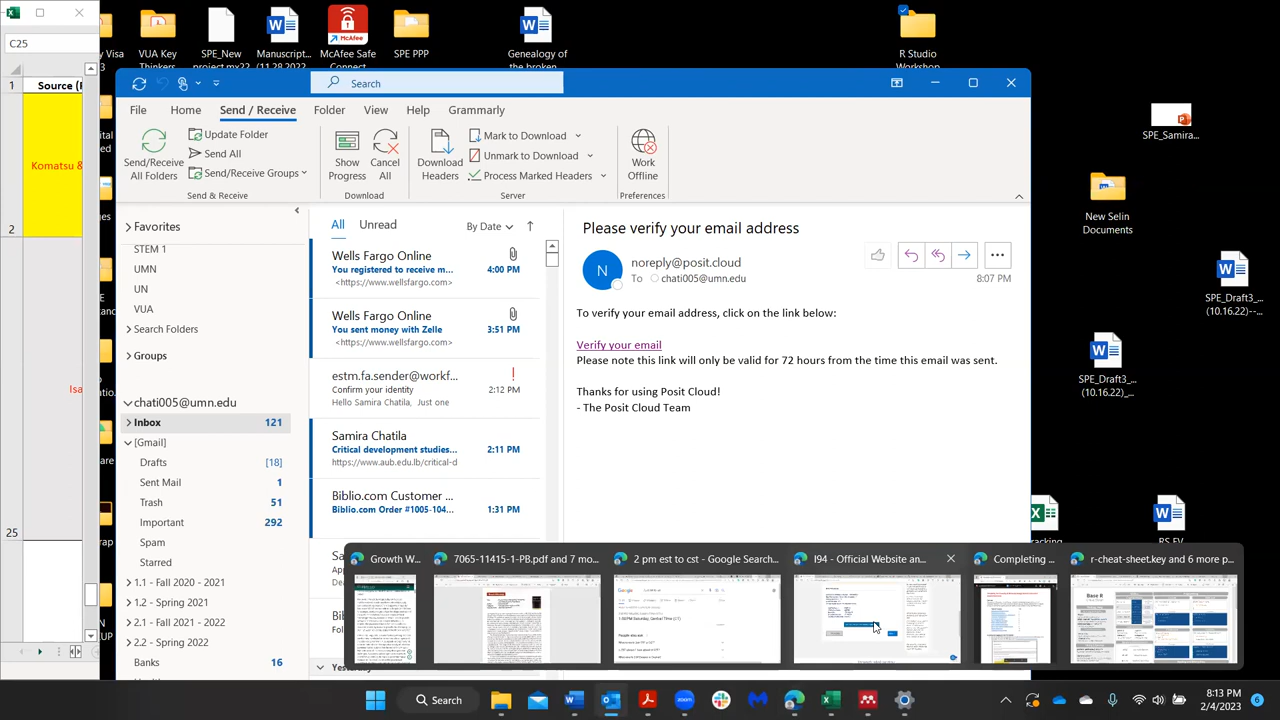 C25
Visa
VUA Key Thinkers
SPE_New project mx22
Manuscript... (11.28.2022...
McAfee Safe Connect
SPE PPP
Genealogy of the broken
R Studio Workshop
SPE_Samira...
New Selin Documents
SPE_Draft3_... (10.16.22)--...
SPE_Draft3_... (10.16.22)_...
1
Source (
2
Komatsu &
25
Isa
Search
File
Home
Send / Receive
Folder
View
Help
Grammarly
Send/Receive All Folders
Update Folder
Send All
Send/Receive Groups
Send & Receive
Show Progress
Cancel All
Download
Download Headers
Mark to Download
Unmark to Download
Process Marked Headers
Server
Work Offline
Preferences
Favorites
STEM 1
UMN
UN
VUA
Search Folders
Groups
chati005@umn.edu
Inbox 121
[Gmail]
Drafts [18]
Sent Mail 1
Trash 51
Important 292
Spam
Starred
1.1 - Fall 2020 - 2021
1.2 - Spring 2021
2.1 - Fall 2021 - 2022
2.2 - Spring 2022
Banks 16
All
Unread
By Date
Wells Fargo Online
You registered to receive m... 4:00 PM
<https://www.wellsfargo.com>
Wells Fargo Online
You sent money with Zelle 3:51 PM
<https://www.wellsfargo.com>
estm.fa.sender@workf...
Confirm your identity 2:12 PM
Hello Samira Chatila, Just one
Samira Chatila
Critical development studies... 2:11 PM
https://www.aub.edu.lb/critical-d
Biblio.com Customer ...
Biblio.com Order #1005-104... 1:31 PM
Please verify your email address
N
noreply@posit.cloud
To chati005@umn.edu
8:07 PM
To verify your email address, click on the link below:
Verify your email
Please note this link will only be valid for 72 hours from the time this email was sent.
Thanks for using Posit Cloud!
- The Posit Cloud Team
Growth W...
7065-11415-1-PB.pdf and 7 mo...
2 pm est to cst - Google Search...
I94 - Official Website an...
Completing ...
r-cheat-sheet.key and 6 more p...
Base R
Search
8:13 PM
2/4/2023
6